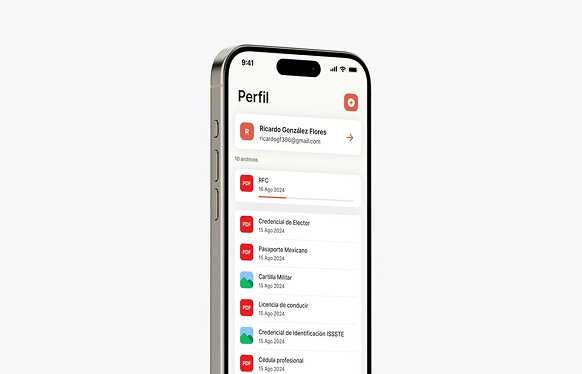 9:41
Perfil
R
Ricardo González Flores
ricardogf396@gmail.com
10 archivos
PDF
RFC
16 Ago 2024
PDF
Credencial de Elector
15 Ago 2024
PDF
Pasaporte Mexicano
15 Ago 2024
Cartilla Militar
15 Ago 2024
PDF
Licencia de conducir
15 Ago 2024
Credencial de Identificación ISSSTE
15 Ago 2024
PDF
Cédula profesional
15 Ago 2024